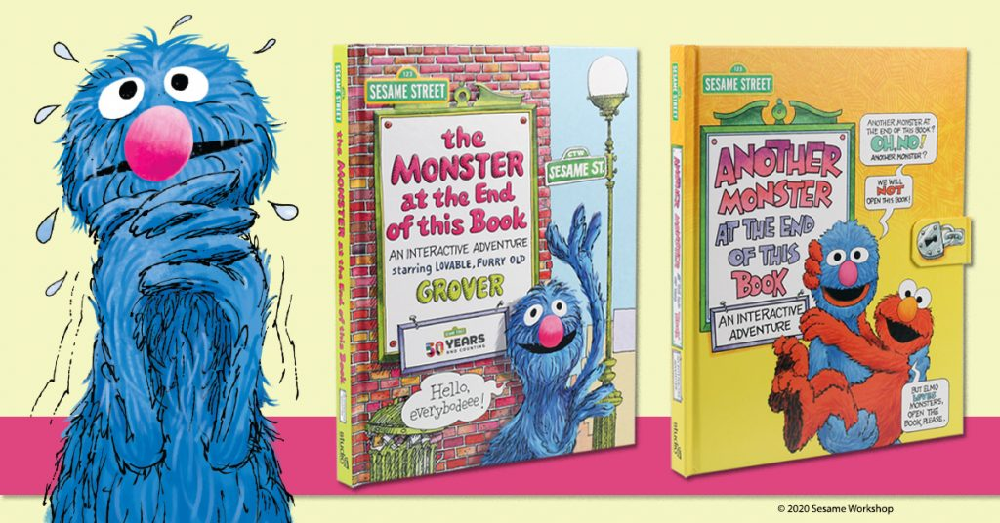 SESAME STREET
the MONSTER at the End of this Book
123
SESAME STREET
the
MONSTER
at the End
of this Book
AN INTERACTIVE ADVENTURE
starring LOVABLE, FURRY OLD
GROVER
50 YEARS
AND COUNTING
Hello,
everybodeee!
CTW
SESAME ST.
SESAME STREET
123
SESAME STREET
ANOTHER
MONSTER
AT THE END
OF THIS
BOOK
AN INTERACTIVE
ADVENTURE
ANOTHER MONSTER AT
THE END OF THIS BOOK?
OH, NO!
ANOTHER MONSTER?
WE WILL
NOT
OPEN THIS BOOK!
BUT ELMO
LOVES
MONSTERS,
OPEN THE
BOOK, PLEASE.
© 2020 Sesame Workshop